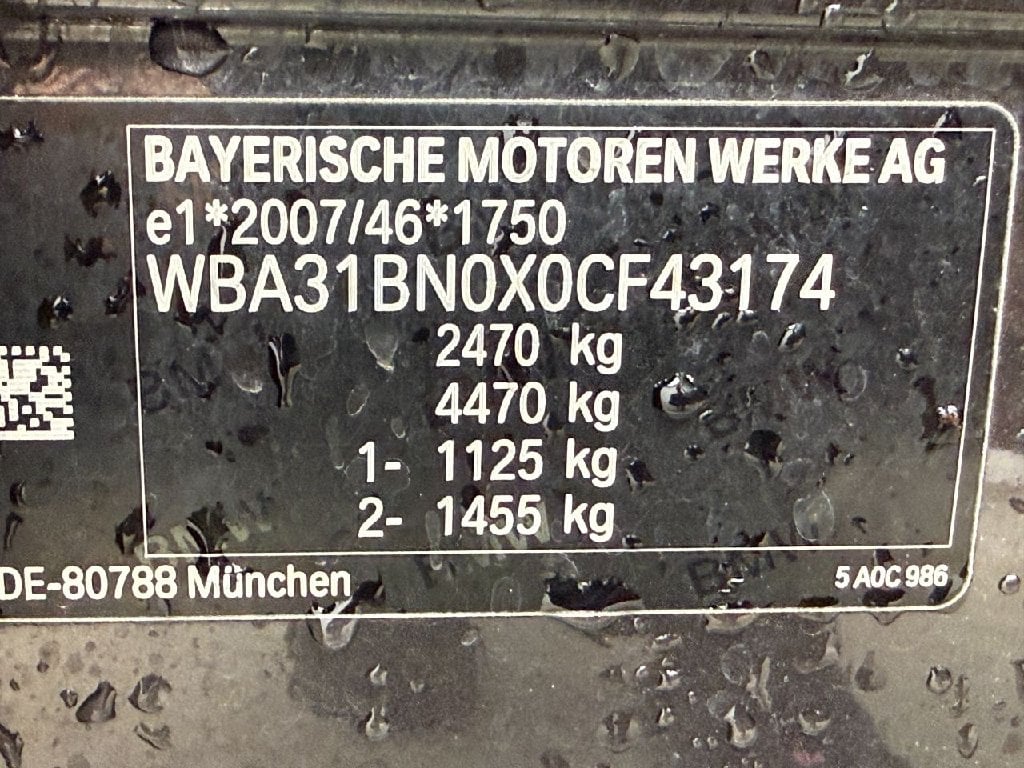 BAYERISCHE MOTOREN WERKE AG
e1*2007/46*1750
WBA31BN0X0CF43174
2470 kg
4470 kg
1- 1125 kg
2- 1455 kg
DE-80788 München
5 A0C 986